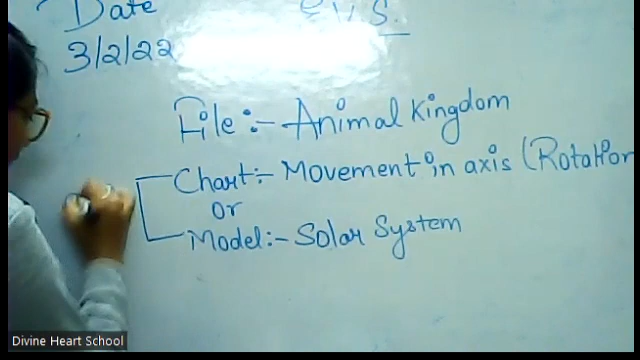 Date
E.V.S.
3/2/22
File:- Animal Kingdom
Chart:- Movement in axis (Rotation
or
Model:- Solar System
Divine Heart School